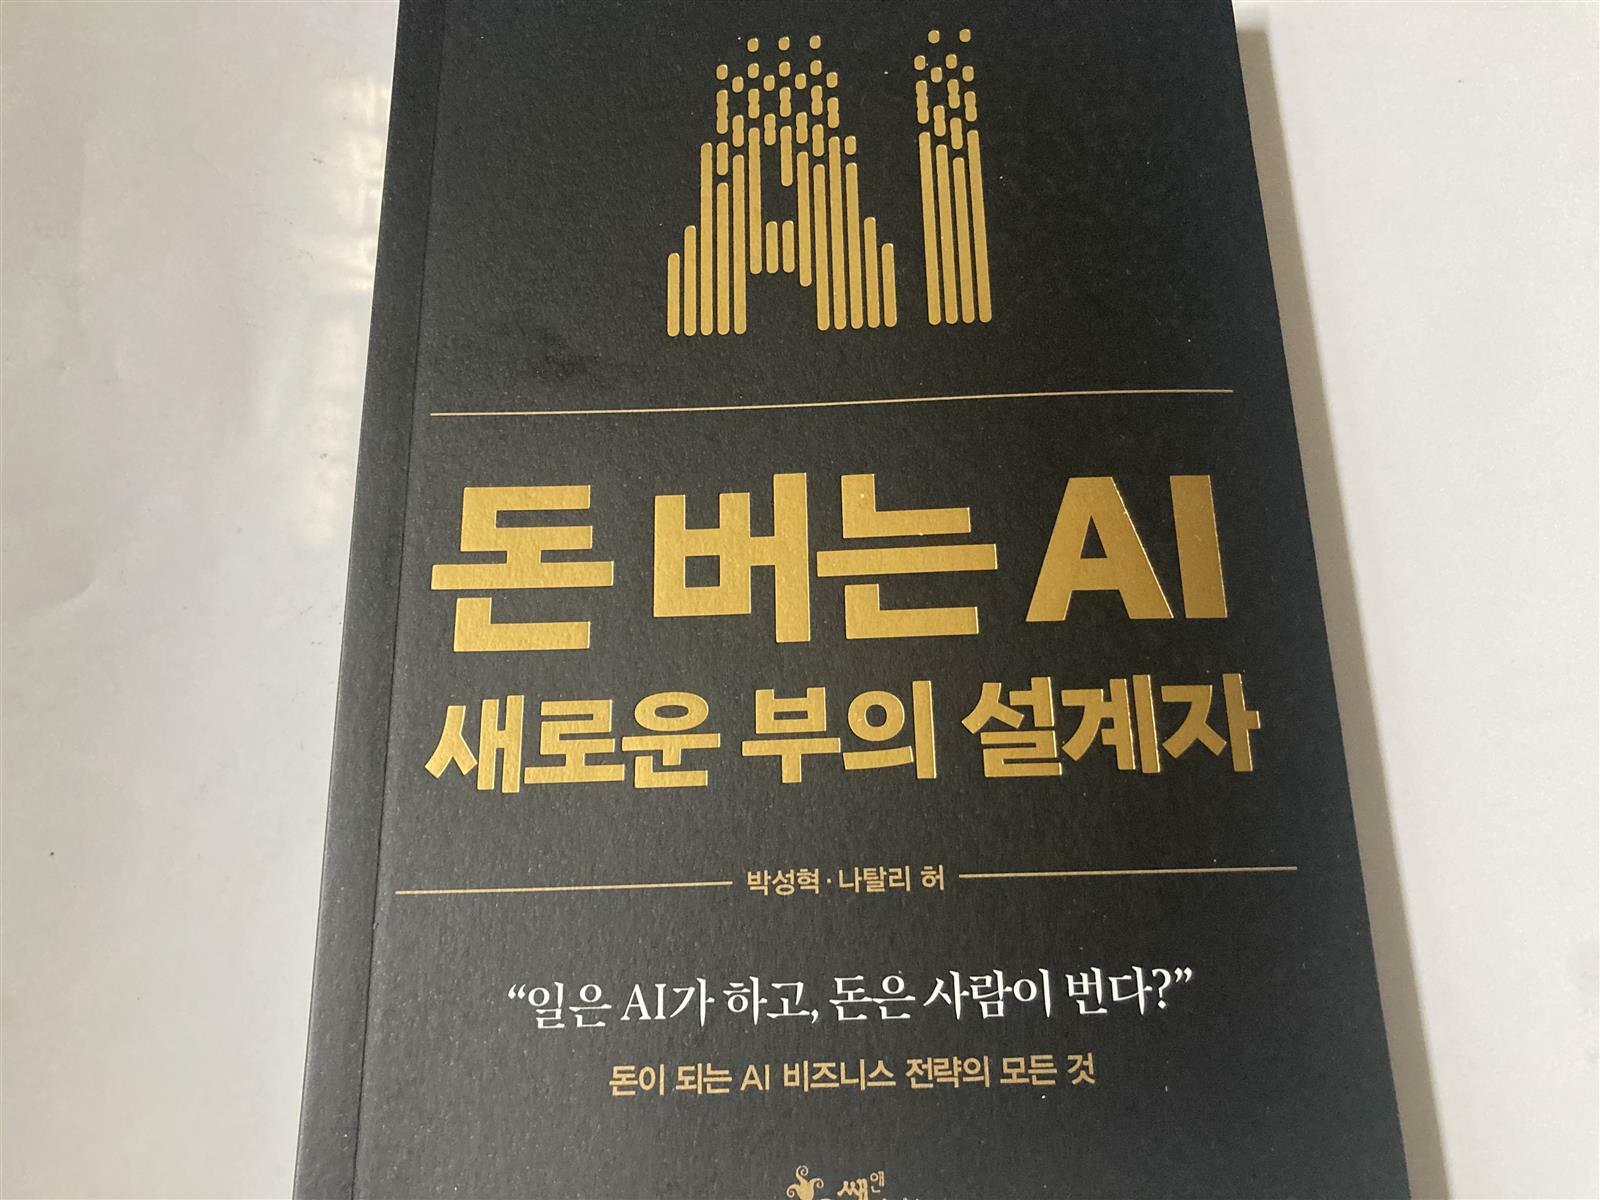 AI
돈 버는 AI
새로운 부의 설계자
박성혁·나탈리 허
“일은 AI가 하고, 돈은 사람이 번다?”
돈이 되는 AI 비즈니스 전략의 모든 것
쌤앤